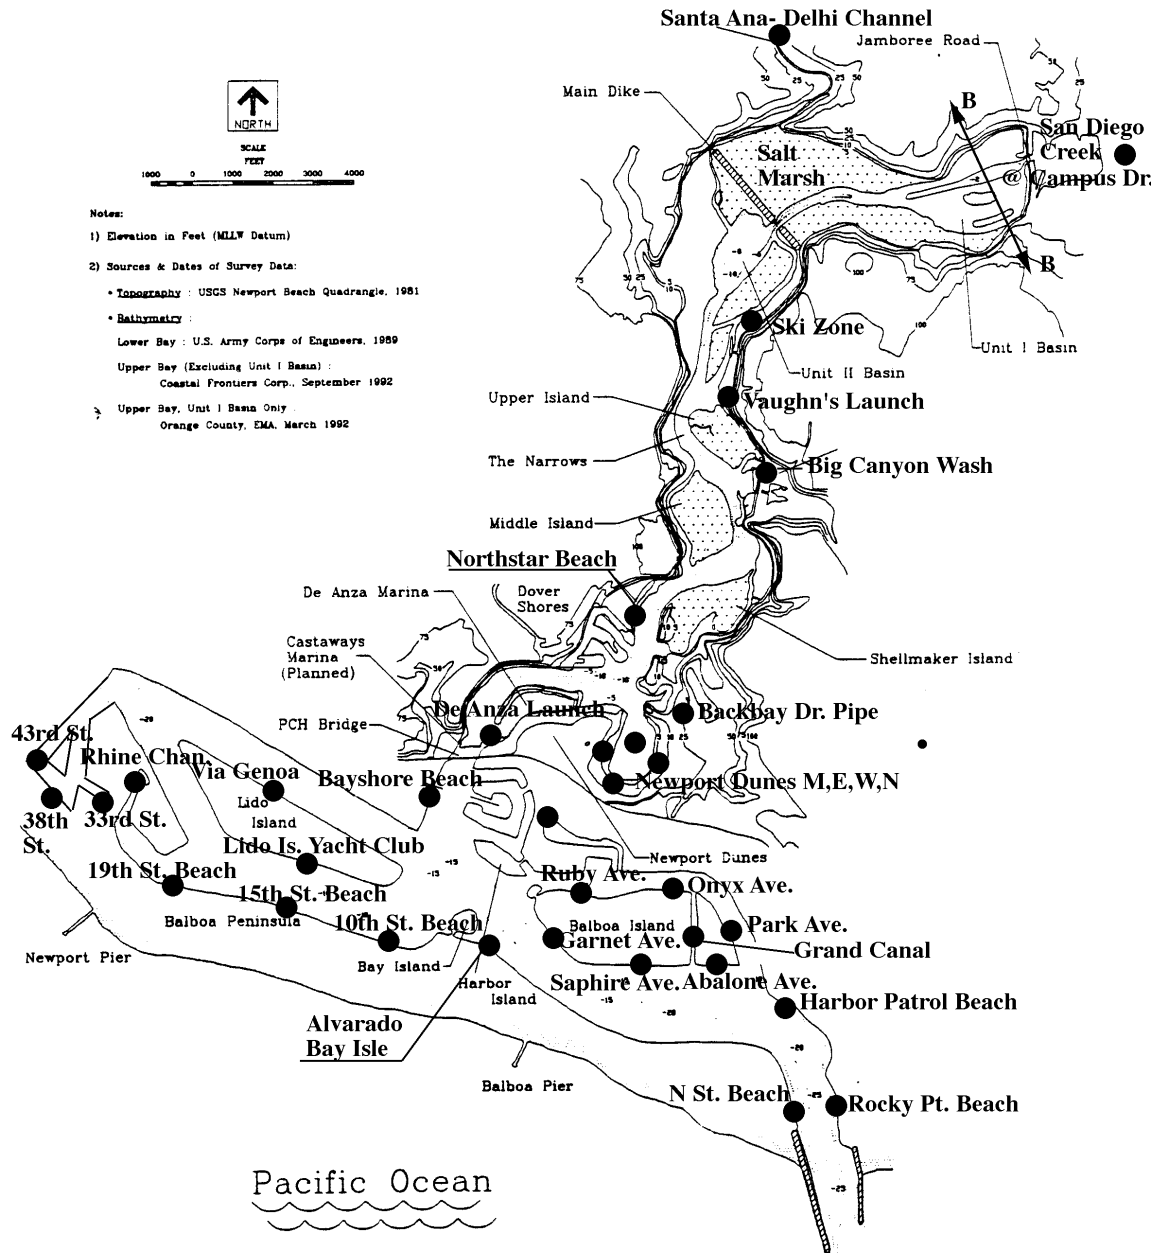 Santa Ana- Delhi Channel
Jamboree Road
Main Dike
NORTH
SCALE
FEET
1000 0 1000 2000 3000 4000
Notes:
1) Elevation in Feet (MLLW Datum)
2) Sources & Dates of Survey Data:
• Topography : USGS Newport Beach Quadrangle, 1981
• Bathymetry :
Lower Bay : U.S. Army Corps of Engineers, 1989
Upper Bay (Excluding Unit I Basin) :
Coastal Frontiers Corp., September 1992
Upper Bay, Unit I Basin Only
Orange County, EMA, March 1992
B
San Diego
Creek
@ Campus Dr.
Salt
Marsh
B
Ski Zone
Unit I Basin
Unit II Basin
Upper Island
Vaughn's Launch
The Narrows
Big Canyon Wash
Middle Island
Northstar Beach
De Anza Marina
Dover
Shores
Castaways
Marina
(Planned)
Shellmaker Island
De Anza Launch
Backbay Dr. Pipe
PCH Bridge
43rd St.
Rhine Chan.
Via Genoa
Bayshore Beach
Newport Dunes M,E,W,N
Lido
Island
38th
St.
33rd St.
Lido Is. Yacht Club
Newport Dunes
19th St. Beach
15th St. Beach
Ruby Ave.
Onyx Ave.
Balboa Peninsula
10th St. Beach
Balboa Island
Park Ave.
Garnet Ave.
Grand Canal
Newport Pier
Bay Island
Harbor
Island
Saphire Ave.
Abalone Ave.
Harbor Patrol Beach
Alvarado
Bay Isle
Balboa Pier
N St. Beach
Rocky Pt. Beach
Pacific Ocean